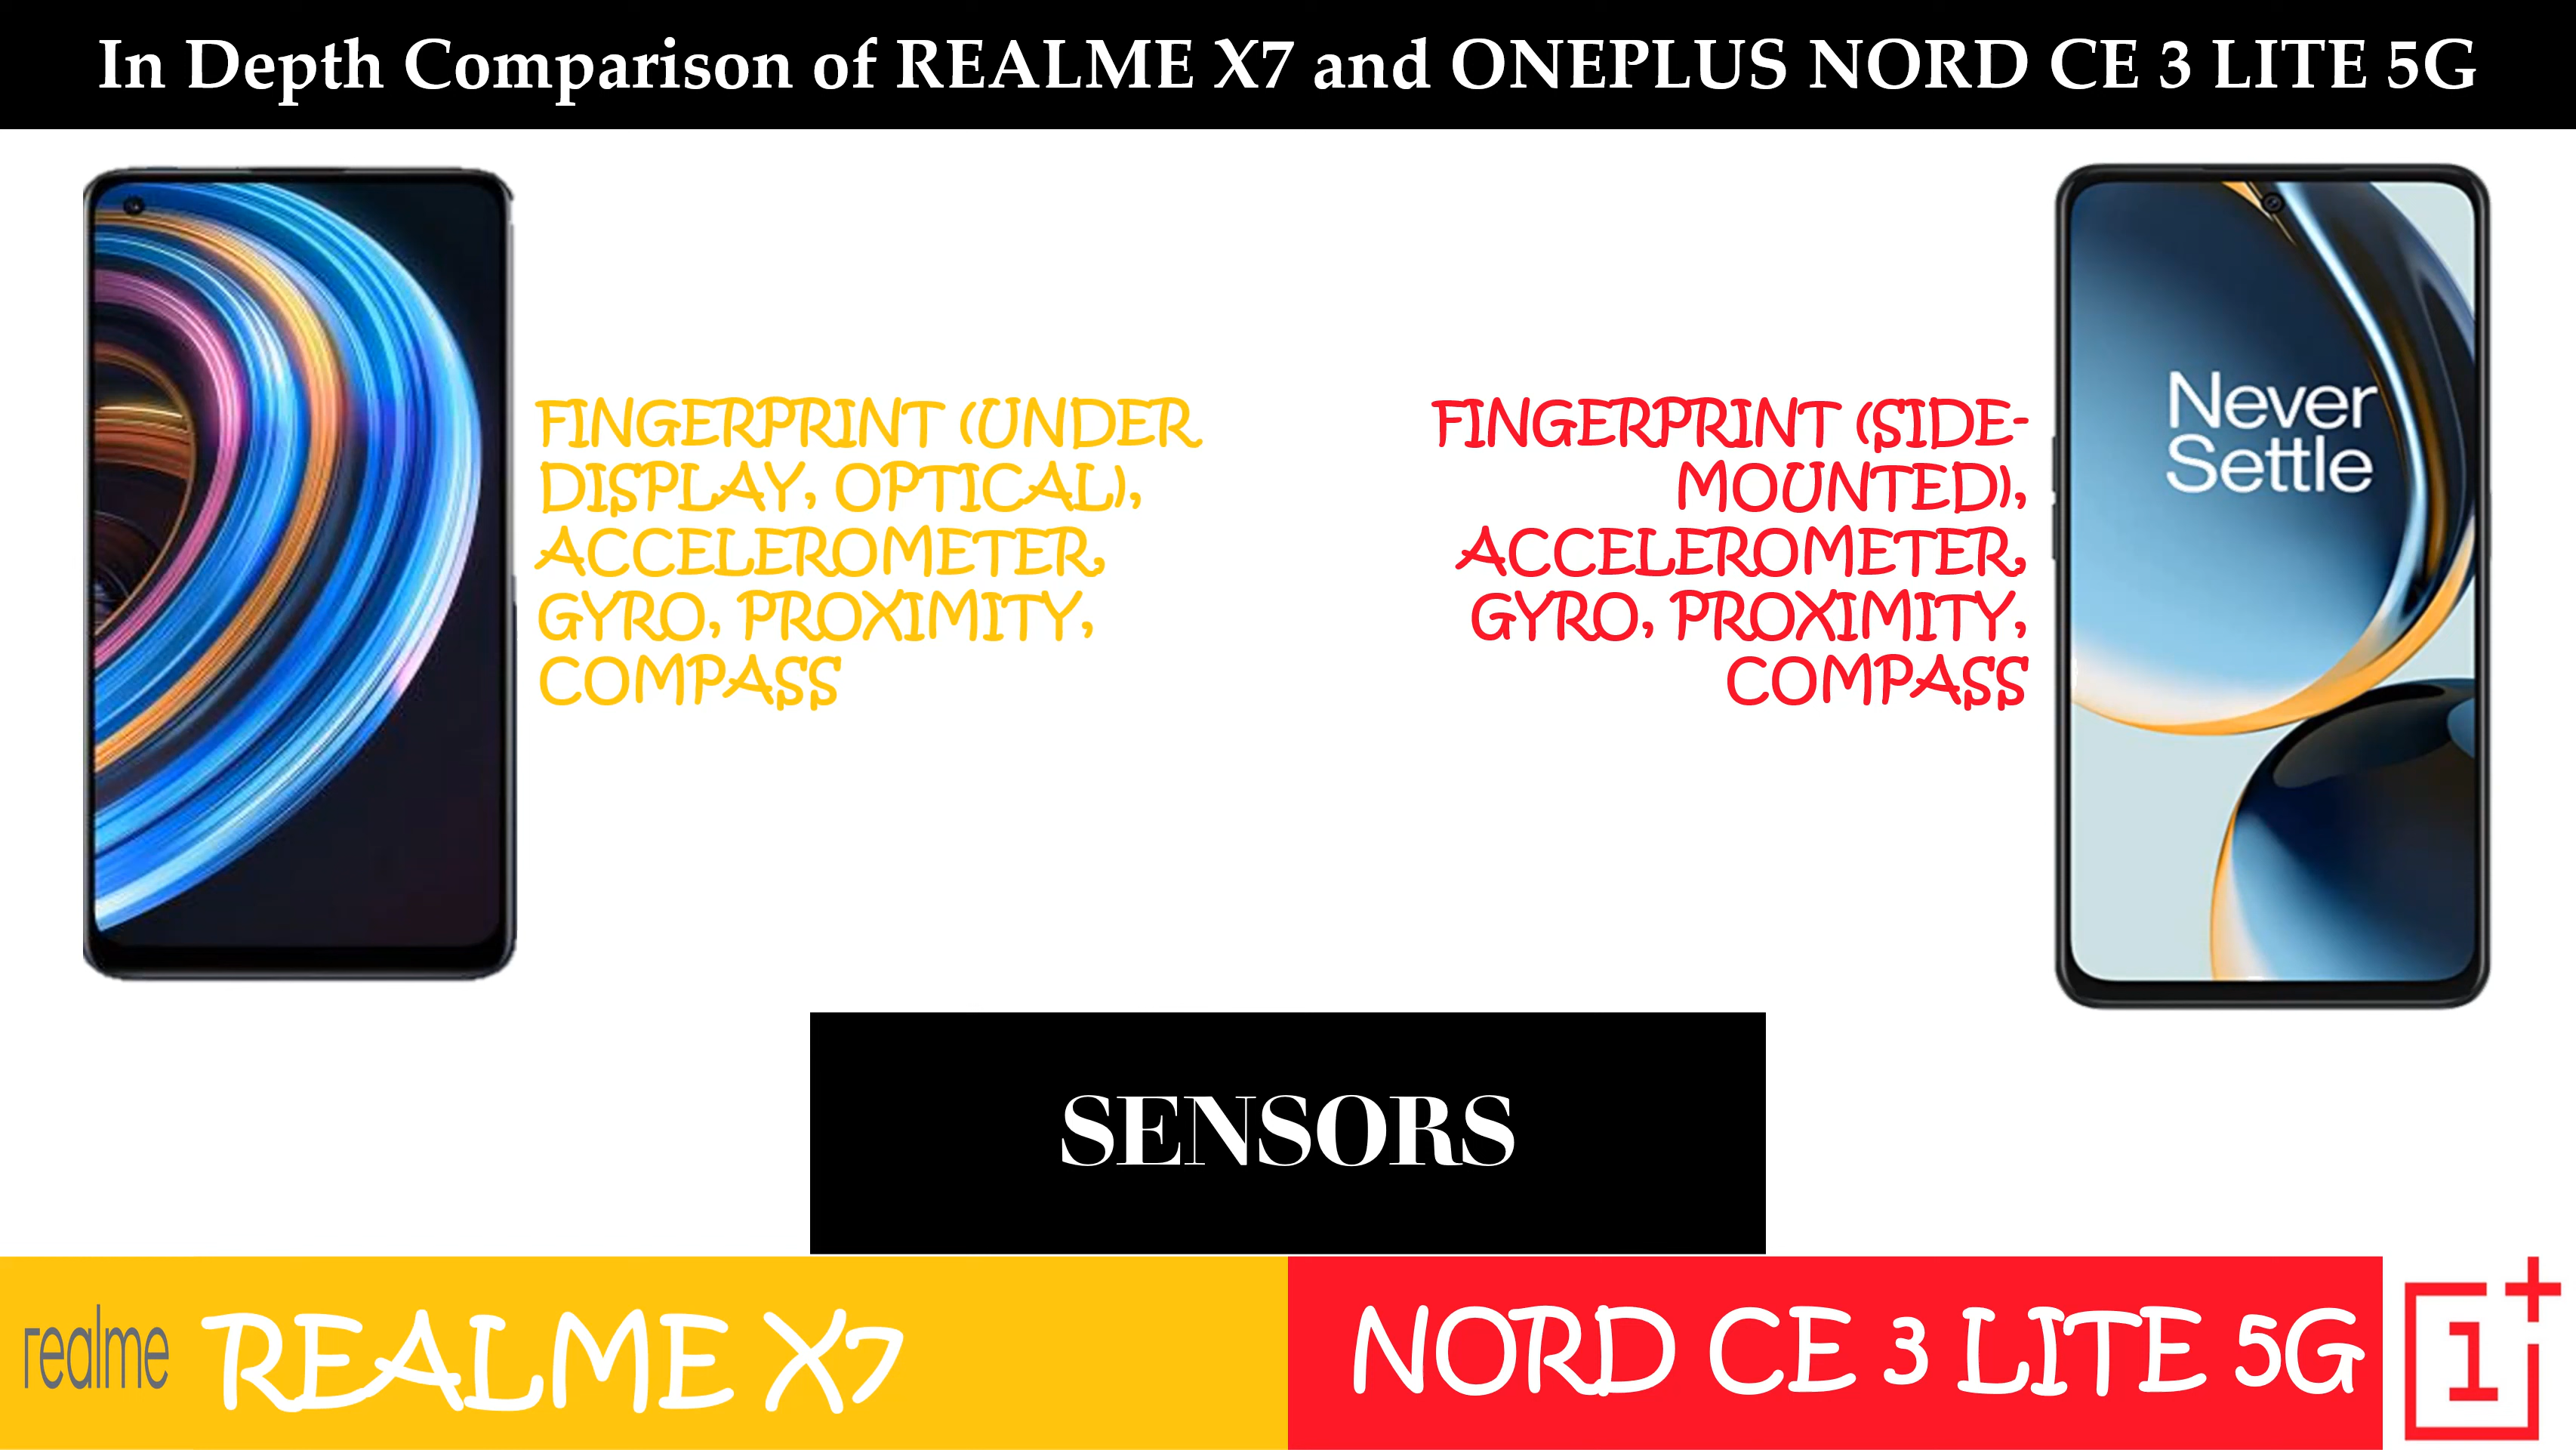 In Depth Comparison of REALME X7 and ONEPLUS NORD CE 3 LITE 5G
FINGERPRINT (UNDER
DISPLAY, OPTICAL),
ACCELEROMETER,
GYRO, PROXIMITY,
COMPASS
FINGERPRINT (SIDE-
MOUNTED),
ACCELEROMETER,
GYRO, PROXIMITY,
COMPASS
Never
Settle
SENSORS
realme REALME X7
NORD CE 3 LITE 5G
1+